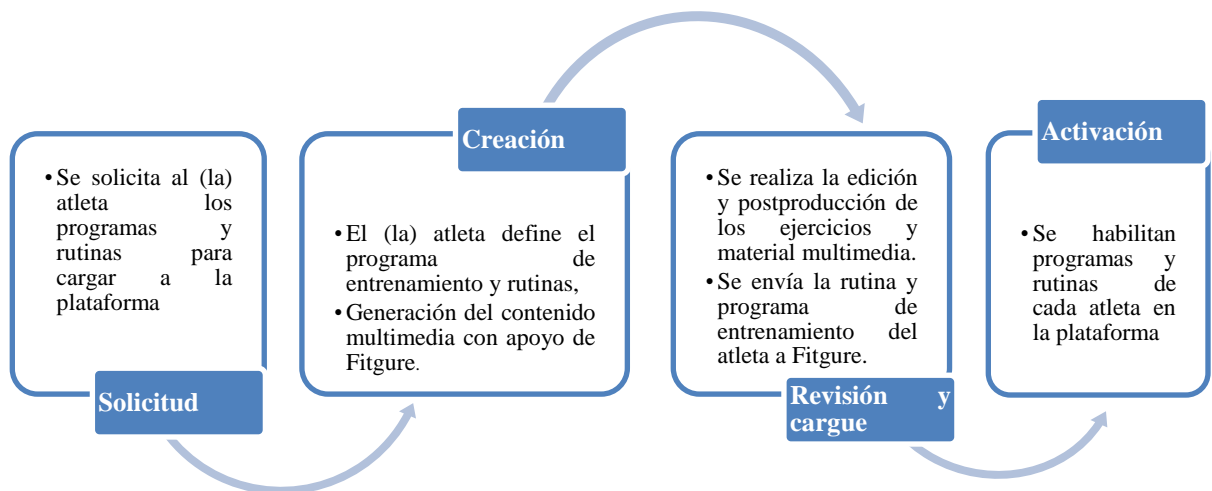 •Se solicita al (la)
atleta los
programas y
rutinas para
cargar a la
plataforma
Solicitud
Creación
•El (la) atleta define el
programa de
entrenamiento y rutinas,
•Generación del contenido
multimedia con apoyo de
Fitgure.
•Se realiza la edición
y postproducción de
los ejercicios y
material multimedia.
•Se envía la rutina y
programa de
entrenamiento del
atleta a Fitgure.
Revisión y
cargue
Activación
•Se habilitan
programas y
rutinas de
cada atleta en
la plataforma